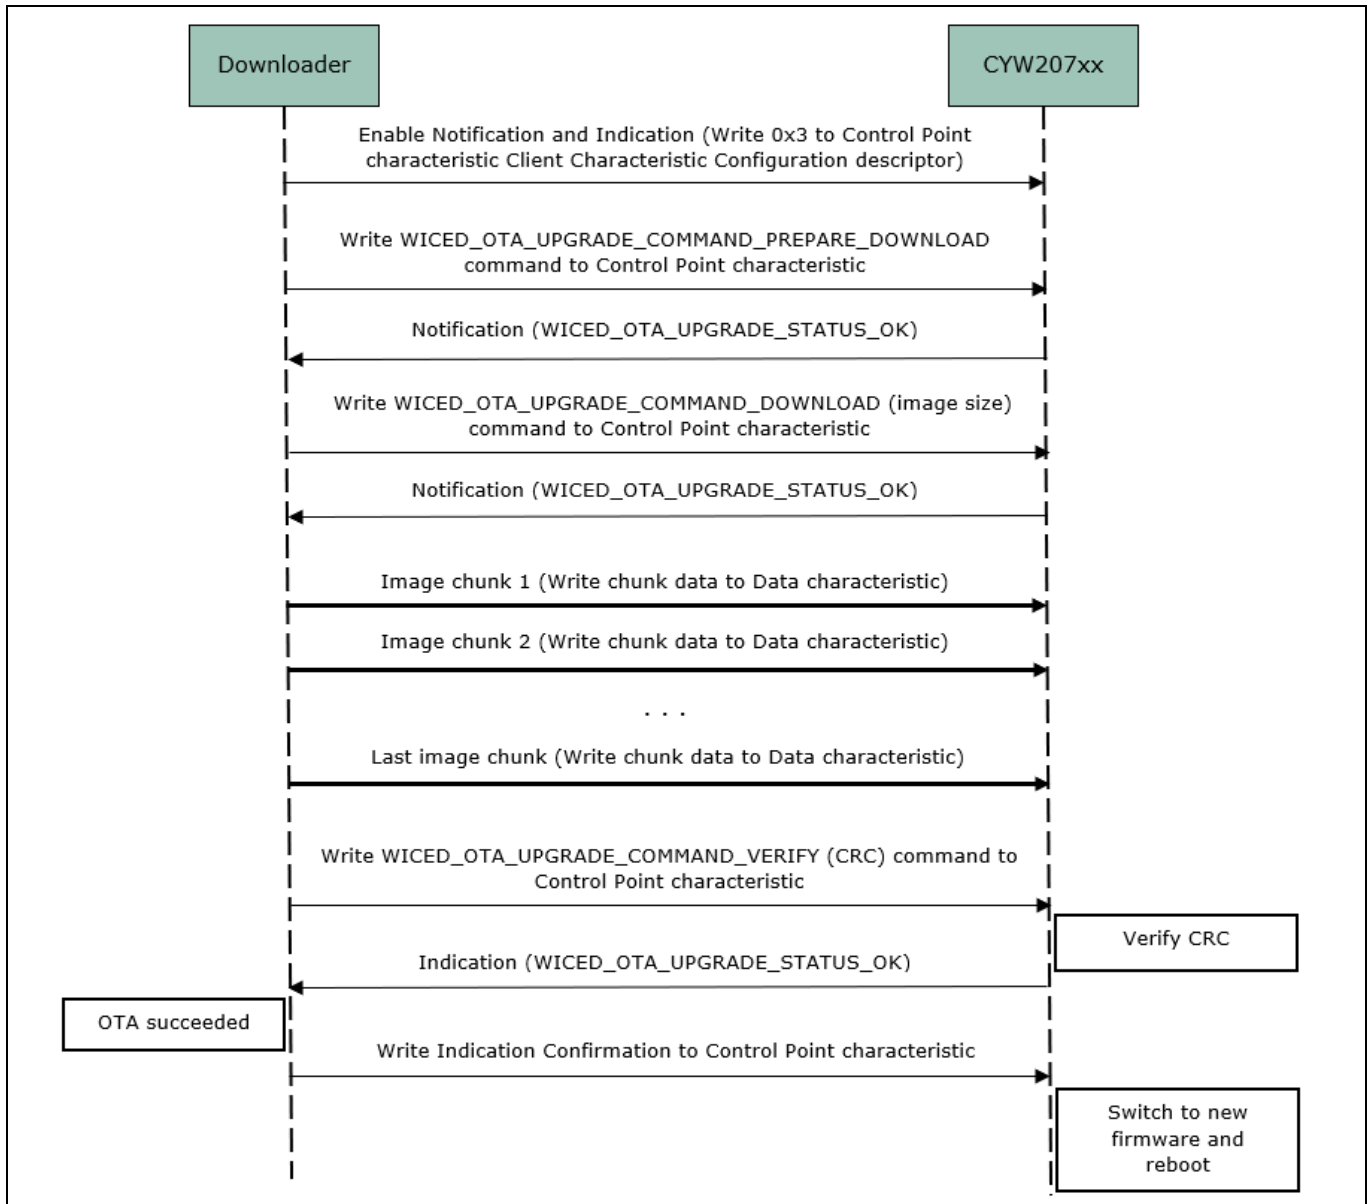 Downloader
CYW207xx
Enable Notification and Indication (Write 0x3 to Control Point
characteristic Client Characteristic Configuration descriptor)
Write WICED_OTA_UPGRADE_COMMAND_PREPARE_DOWNLOAD
command to Control Point characteristic
Notification (WICED_OTA_UPGRADE_STATUS_OK)
Write WICED_OTA_UPGRADE_COMMAND_DOWNLOAD (image size)
command to Control Point characteristic
Notification (WICED_OTA_UPGRADE_STATUS_OK)
Image chunk 1 (Write chunk data to Data characteristic)
Image chunk 2 (Write chunk data to Data characteristic)
. . .
Last image chunk (Write chunk data to Data characteristic)
Write WICED_OTA_UPGRADE_COMMAND_VERIFY (CRC) command to
Control Point characteristic
Verify CRC
Indication (WICED_OTA_UPGRADE_STATUS_OK)
OTA succeeded
Write Indication Confirmation to Control Point characteristic
Switch to new
firmware and
reboot